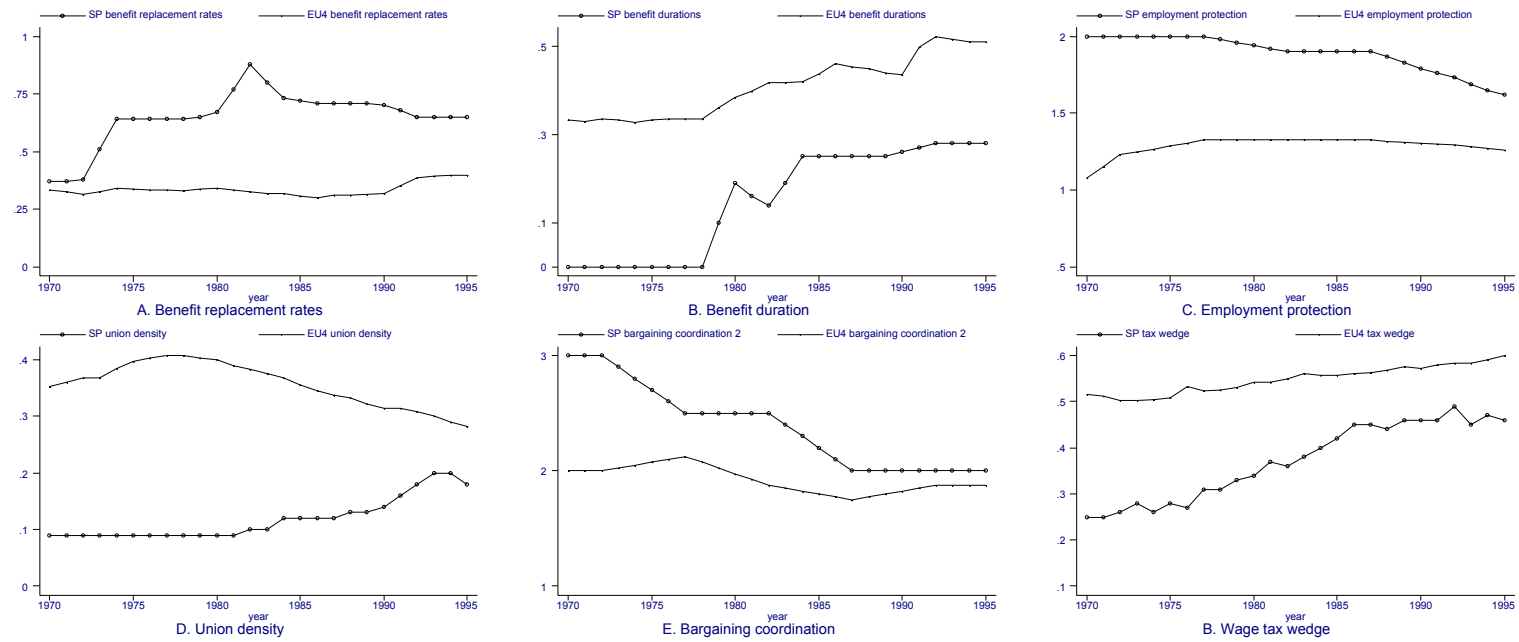 SP benefit replacement rates EU4 benefit replacement rates
1
.75
.5
.25
0
1970 1975 1980 1985 1990 1995
year
A. Benefit replacement rates
SP benefit durations EU4 benefit durations
.5
.3
.1
0
1970 1975 1980 1985 1990 1995
year
B. Benefit duration
SP employment protection EU4 employment protection
2
1.5
1
.5
1970 1975 1980 1985 1990 1995
year
C. Employment protection
SP union density EU4 union density
.4
.3
.2
.1
0
1970 1975 1980 1985 1990 1995
year
D. Union density
SP bargaining coordination 2 EU4 bargaining coordination 2
3
2
1
1970 1975 1980 1985 1990 1995
year
E. Bargaining coordination
SP tax wedge EU4 tax wedge
.6
.5
.4
.3
.2
.1
1970 1975 1980 1985 1990 1995
year
B. Wage tax wedge